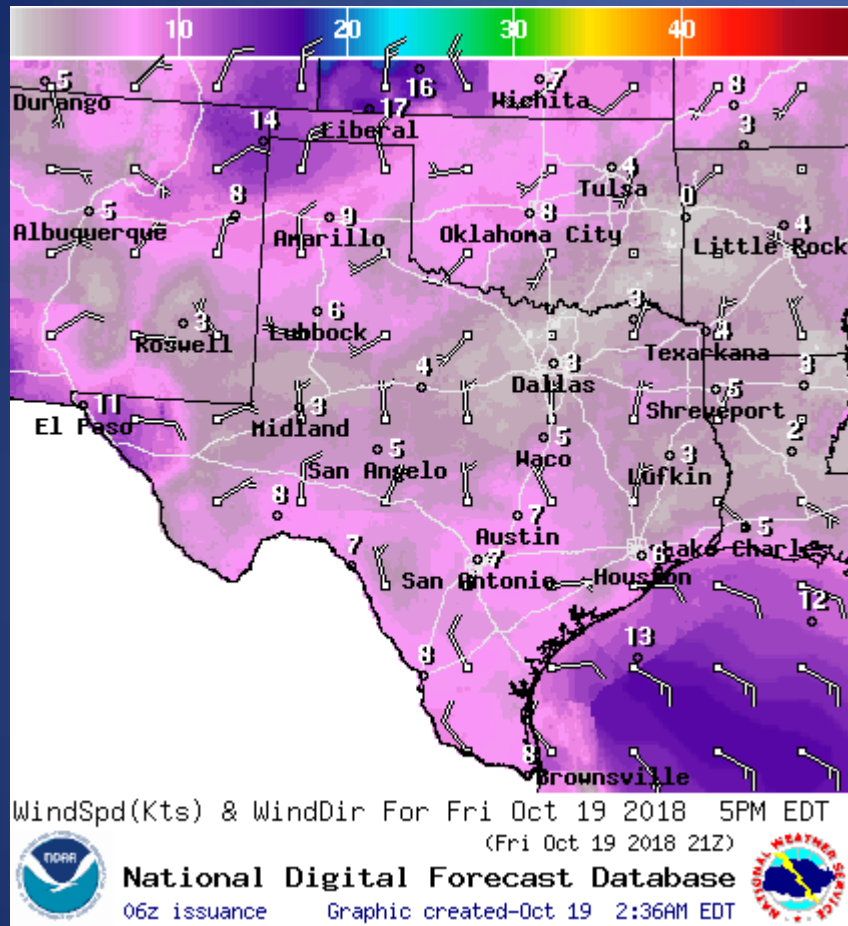 10 20 30 40
5 Durango
16
7 Wichita
8
17 Liberal
14
3
4 Tulsa
5 Albuquerque
8
9 Amarillo
8 Oklahoma City
0
4 Little Rock
3 Roswell
6 Lubbock
3
4 Texarkana
4
3 Dallas
5 Shreveport
3
11 El Paso
3 Midland
5 San Angelo
5 Waco
3 Lufkin
2
8
7 Austin
5 Lake Charles
7
7 San Antonio
Houston
12
13
8 Brownsville
WindSpd(Kts) & WindDir For Fri Oct 19 2018 5PM EDT
(Fri Oct 19 2018 21Z)
NOAA
National Digital Forecast Database
06z issuance Graphic created-Oct 19 2:36AM EDT
NATIONAL WEATHER SERVICE